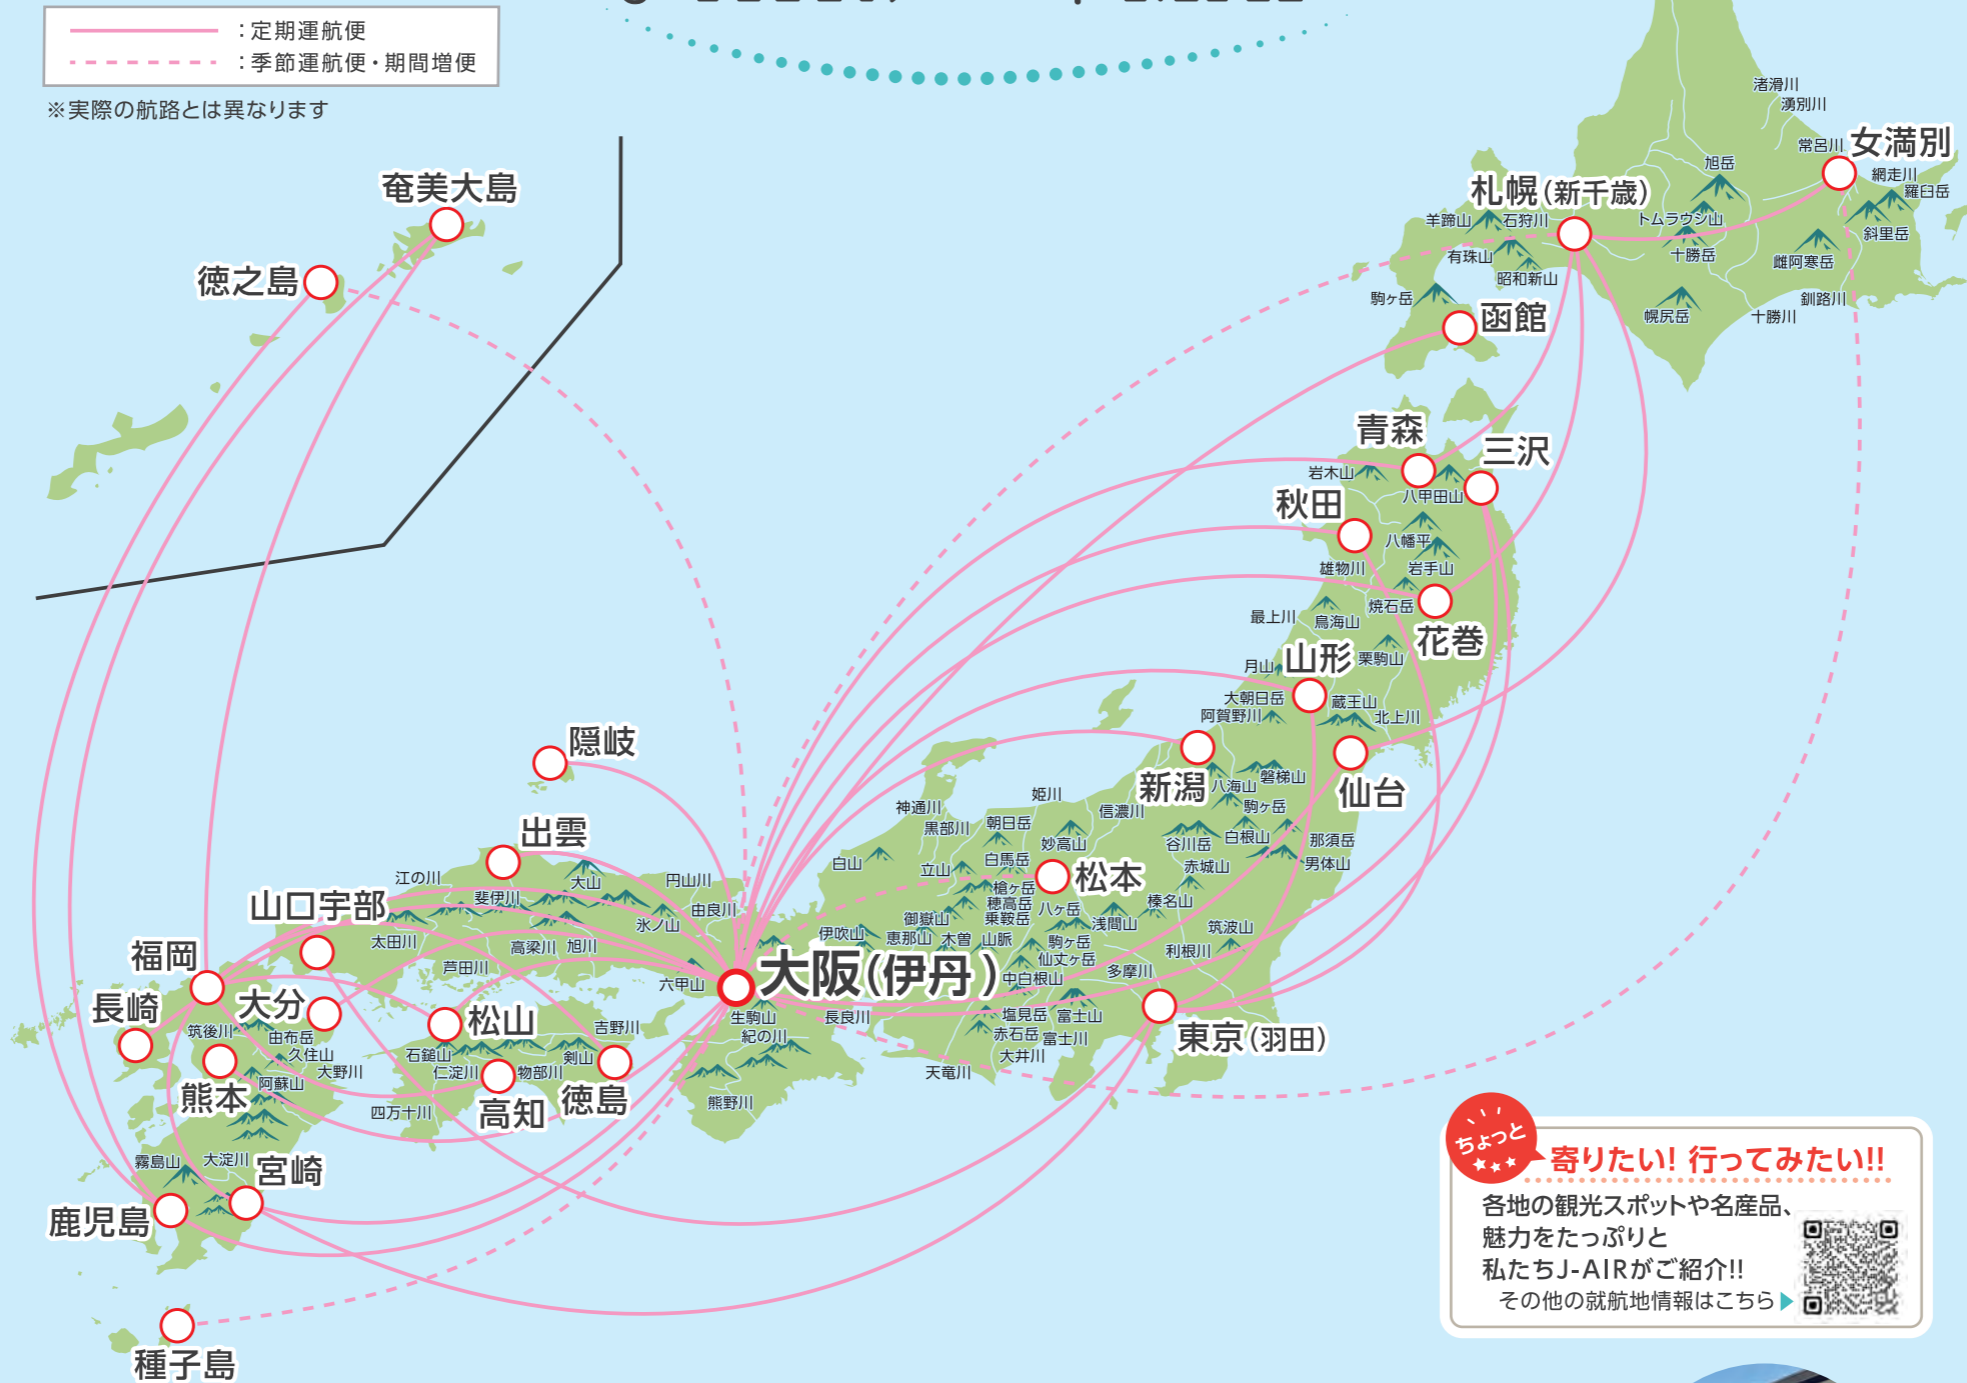 ：定期運航便
：季節運航便・期間増便
※実際の航路とは異なります
渚滑川
湧別川
常呂川
女満別
網走川
羅臼岳
斜里岳
旭岳
札幌（新千歳）
羊蹄山
石狩川
トムラウシ山
十勝岳
雌阿寒岳
有珠山
昭和新山
駒ヶ岳
函館
幌尻岳
十勝川
釧路川
奄美大島
徳之島
青森
三沢
岩木山
八甲田山
秋田
八幡平
雄物川
岩手山
焼石岳
花巻
最上川
鳥海山
栗駒山
山形
月山
大朝日岳
蔵王山
阿賀野川
北上川
新潟
仙台
八海山
磐梯山
駒ヶ岳
隠岐
出雲
神通川
黒部川
姫川
朝日岳
信濃川
妙高山
谷川岳
白根山
那須岳
男体山
白山
立山
白馬岳
松本
赤城山
槍ヶ岳
穂高岳
乗鞍岳
八ヶ岳
榛名山
浅間山
御嶽山
伊吹山
恵那山
木曽
山脈
駒ヶ岳
仙丈ヶ岳
中白根山
筑波山
利根川
多摩川
江の川
大山
円山川
斐伊川
由良川
氷ノ山
山口宇部
太田川
高梁川
旭川
芦田川
六甲山
大阪（伊丹）
福岡
長崎
大分
松山
吉野川
生駒山
紀の川
長良川
塩見岳
富士山
赤石岳
富士川
大井川
天竜川
東京（羽田）
筑後川
由布岳
久住山
大野川
石鎚山
仁淀川
物部川
剣山
熊本
阿蘇山
四万十川
高知
徳島
熊野川
霧島山
大淀川
宮崎
鹿児島
種子島
ちょっと
寄りたい！行ってみたい!!
各地の観光スポットや名産品、
魅力をたっぷりと
私たちJ-AIRがご紹介!!
その他の就航地情報はこちら